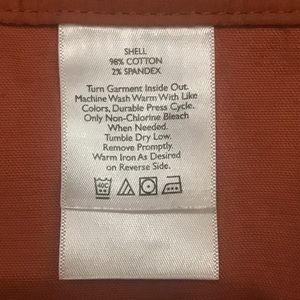 SHELL
98% COTTON
2% SPANDEX
Turn Garment Inside Out.
Machine Wash Warm With Like
Colors, Durable Press Cycle.
Only Non-Chlorine Bleach
When Needed.
Tumble Dry Low.
Remove Promptly.
Warm Iron As Desired
on Reverse Side.
40C